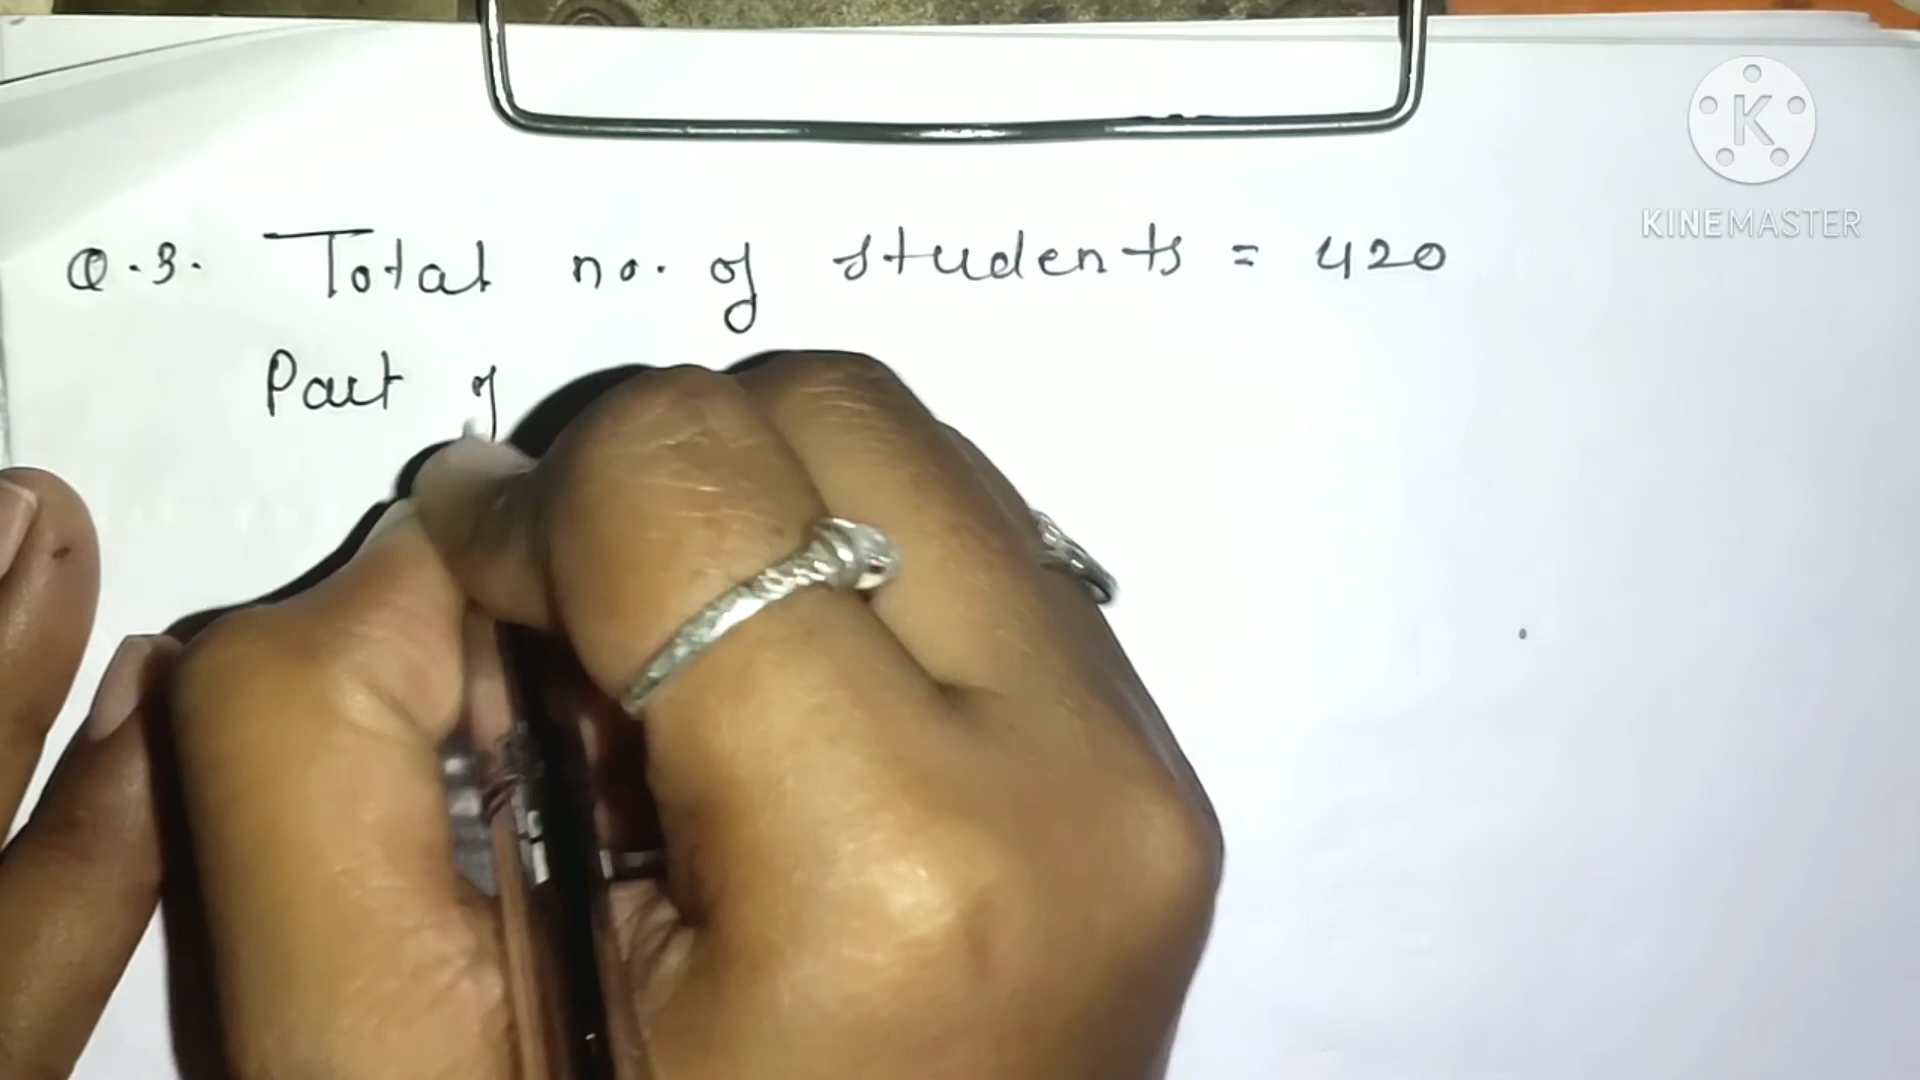 Q.3. Total no. of students = 420
Part of
K
KINEMASTER